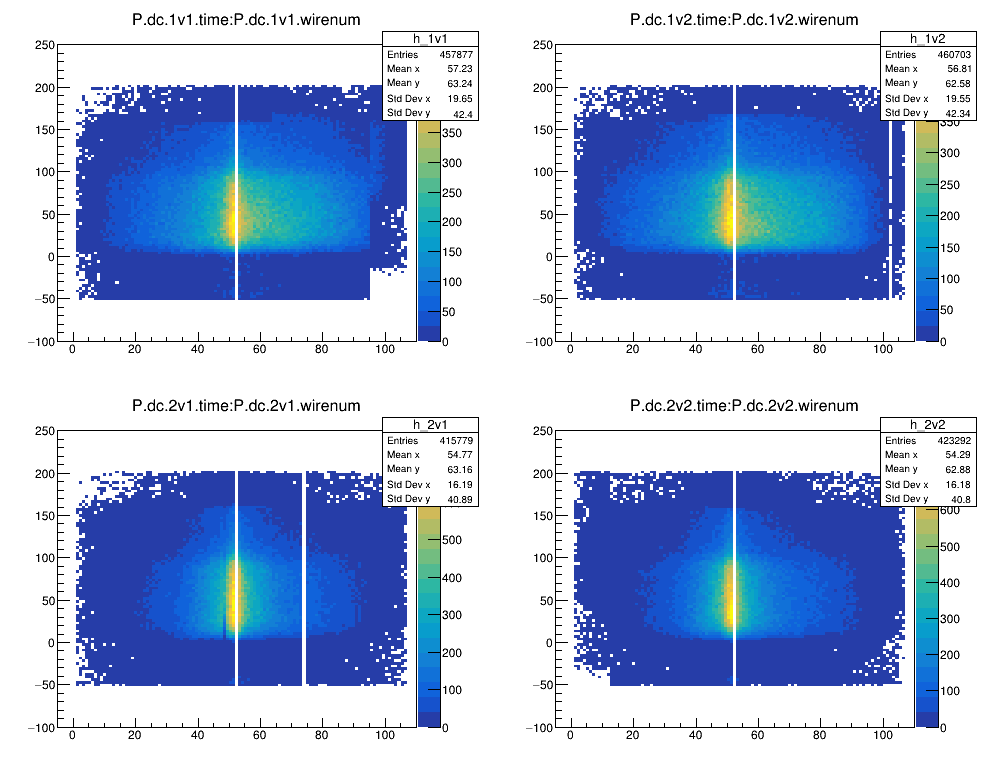 P.dc.1v1.time:P.dc.1v1.wirenum
h_1v1
Entries 457877
Mean x 57.23
Mean y 63.24
Std Dev x 19.65
Std Dev y 42.4
250
200
150
100
50
0
−50
−100
0 20 40 60 80 100
350
300
250
200
150
100
50
0
P.dc.1v2.time:P.dc.1v2.wirenum
h_1v2
Entries 460703
Mean x 56.81
Mean y 62.58
Std Dev x 19.55
Std Dev y 42.34
250
200
150
100
50
0
−50
−100
0 20 40 60 80 100
350
300
250
200
150
100
50
0
P.dc.2v1.time:P.dc.2v1.wirenum
h_2v1
Entries 415779
Mean x 54.77
Mean y 63.16
Std Dev x 16.19
Std Dev y 40.89
250
200
150
100
50
0
−50
−100
0 20 40 60 80 100
500
400
300
200
100
0
P.dc.2v2.time:P.dc.2v2.wirenum
h_2v2
Entries 423292
Mean x 54.29
Mean y 62.88
Std Dev x 16.18
Std Dev y 40.8
250
200
150
100
50
0
−50
−100
0 20 40 60 80 100
600
500
400
300
200
100
0